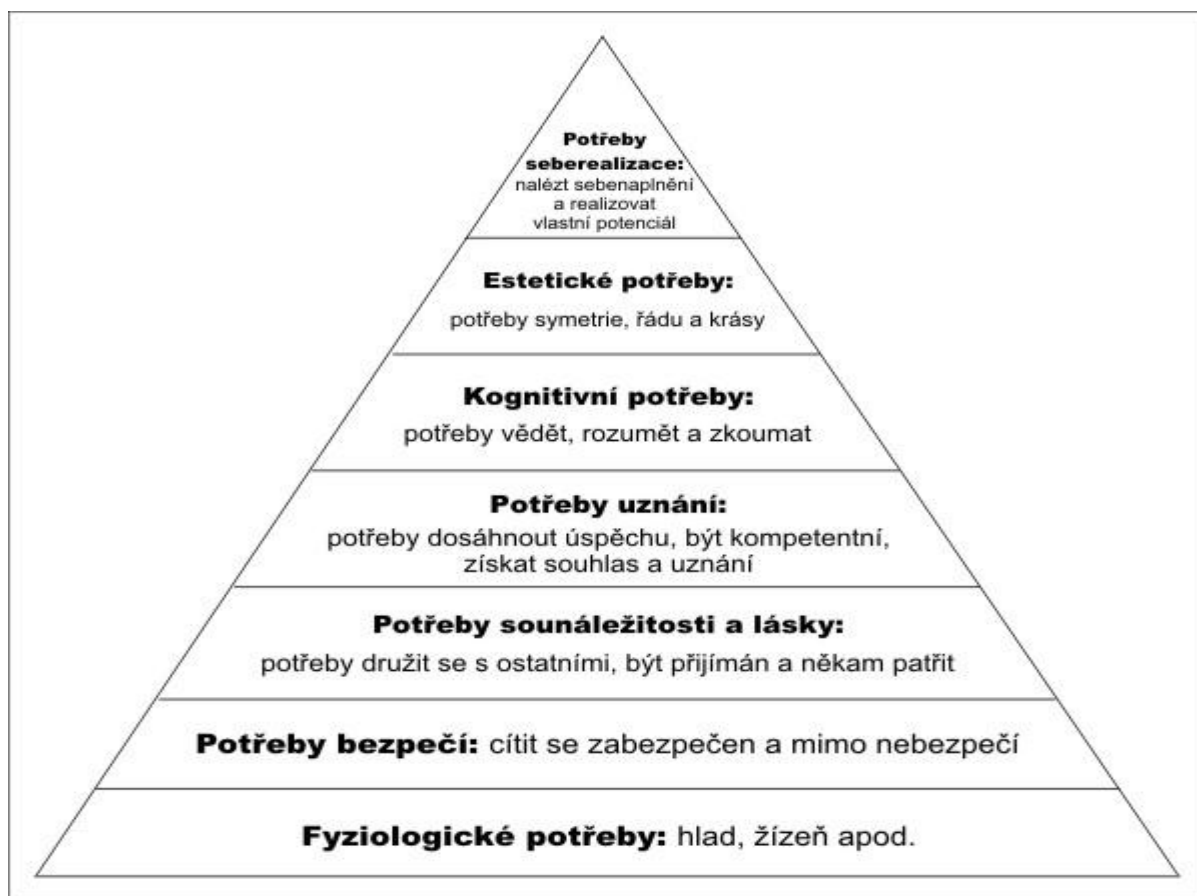 Potřeby
seberealizace:
nalézt sebenaplnění
a realizovat
vlastní potenciál
Estetické potřeby:
potřeby symetrie, řádu a krásy
Kognitivní potřeby:
potřeby vědět, rozumět a zkoumat
Potřeby uznání:
potřeby dosáhnout úspěchu, být kompetentní,
získat souhlas a uznání
Potřeby sounáležitosti a lásky:
potřeby družit se s ostatními, být přijímán a někam patřit
Potřeby bezpečí: cítit se zabezpečen a mimo nebezpečí
Fyziologické potřeby: hlad, žízeň apod.